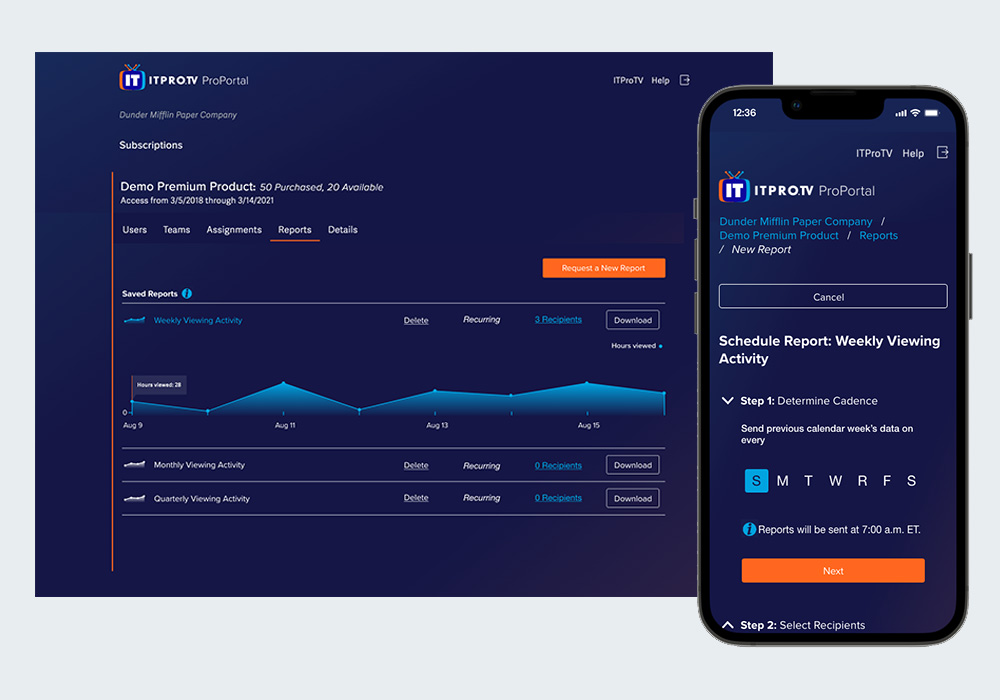 IT ITPRO.TV ProPortal
ITProTV Help
Dunder Mifflin Paper Company
Subscriptions
Demo Premium Product: 50 Purchased, 20 Available
Access from 3/5/2018 through 3/14/2021
Users Teams Assignments Reports Details
Request a New Report
Saved Reports i
Weekly Viewing Activity Delete Recurring 3 Recipients Download
Hours viewed
Hours viewed: 28
0
Aug 9 Aug 11 Aug 13 Aug 15
Monthly Viewing Activity Delete Recurring 0 Recipients Download
Quarterly Viewing Activity Delete Recurring 0 Recipients Download
12:36
ITProTV Help
IT ITPRO.TV ProPortal
Dunder Mifflin Paper Company /
Demo Premium Product / Reports
/ New Report
Cancel
Schedule Report: Weekly Viewing
Activity
Step 1: Determine Cadence
Send previous calendar week's data on
every
S M T W R F S
i Reports will be sent at 7:00 a.m. ET.
Next
Step 2: Select Recipients